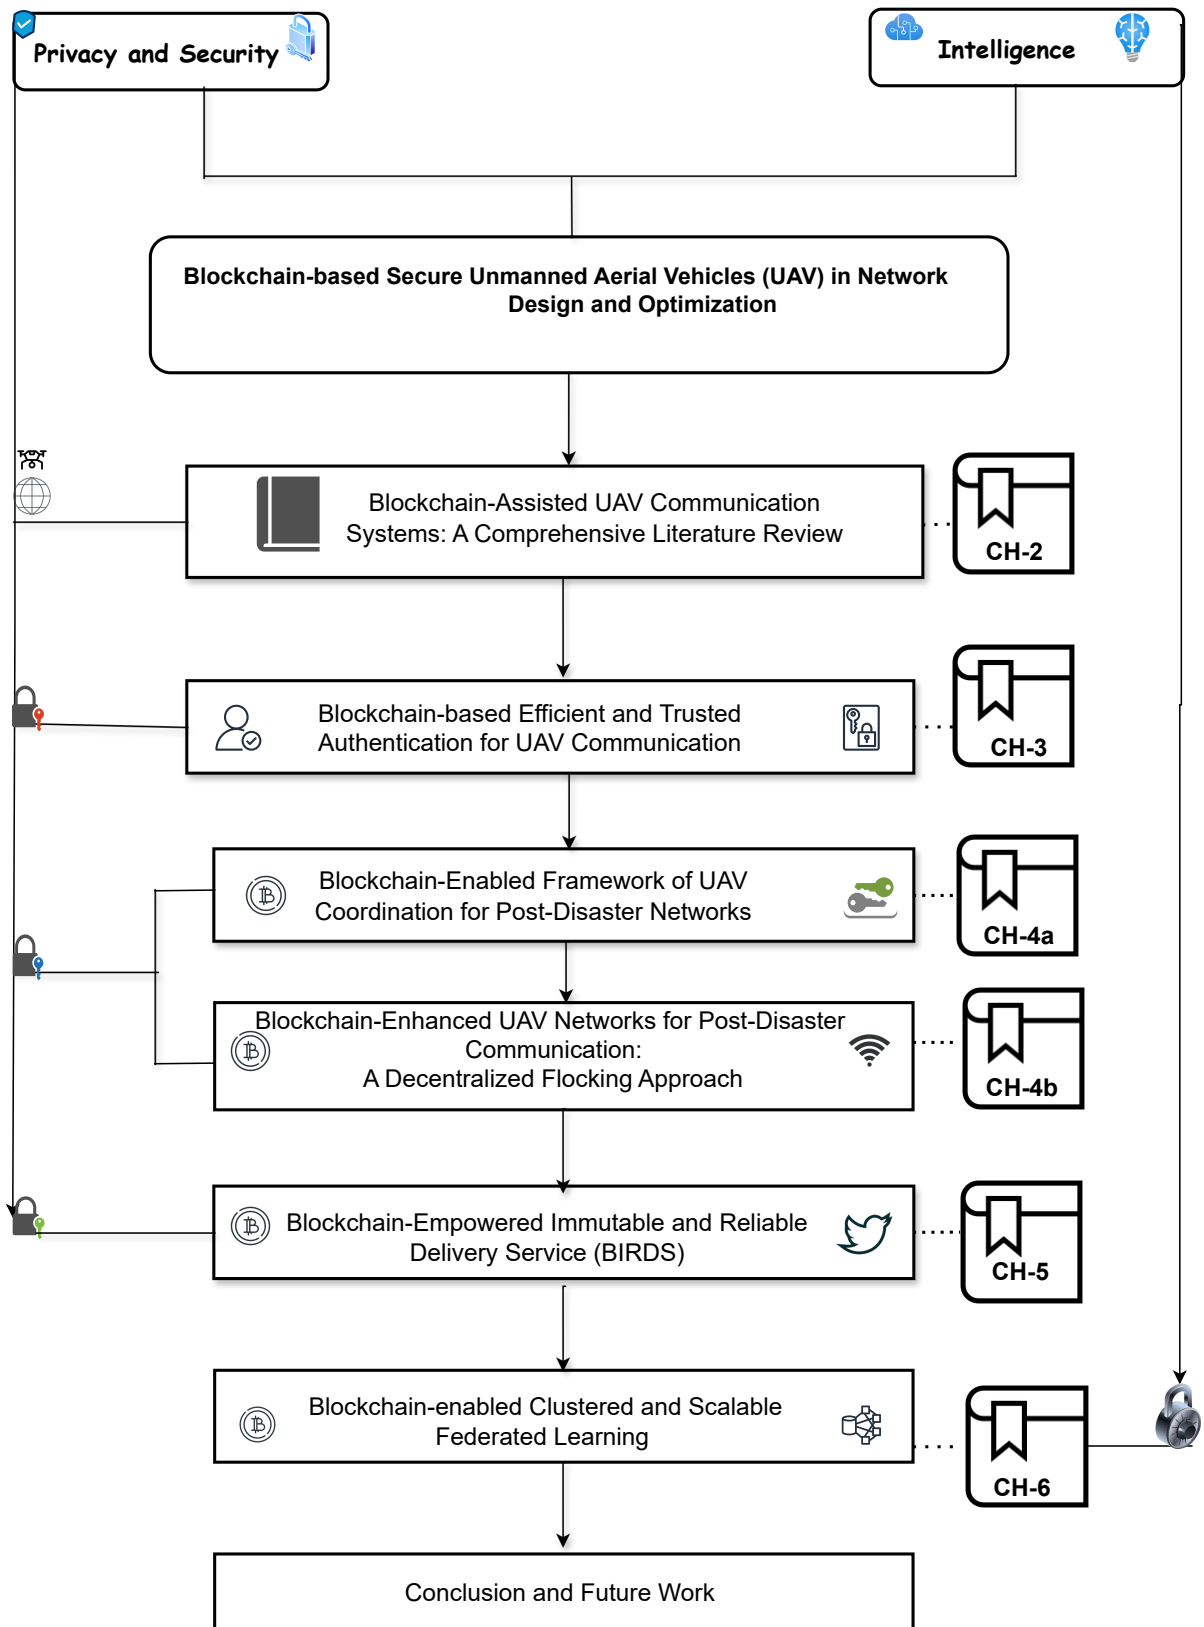 Privacy and Security
Intelligence
Blockchain-based Secure Unmanned Aerial Vehicles (UAV) in Network
Design and Optimization
Blockchain-Assisted UAV Communication
Systems: A Comprehensive Literature Review
CH-2
Blockchain-based Efficient and Trusted
Authentication for UAV Communication
CH-3
Blockchain-Enabled Framework of UAV
Coordination for Post-Disaster Networks
CH-4a
Blockchain-Enhanced UAV Networks for Post-Disaster
Communication:
A Decentralized Flocking Approach
CH-4b
Blockchain-Empowered Immutable and Reliable
Delivery Service (BIRDS)
CH-5
Blockchain-enabled Clustered and Scalable
Federated Learning
CH-6
Conclusion and Future Work